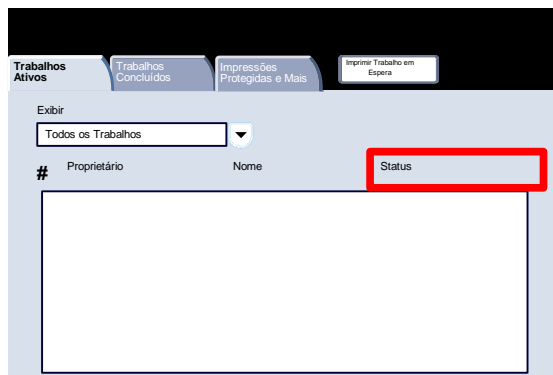 Trabalhos
Ativos
Trabalhos
Concluídos
Impressões
Protegidas e Mais
Imprimir Trabalho em
Espera
Exibir
Todos os Trabalhos
# Proprietário Nome Status